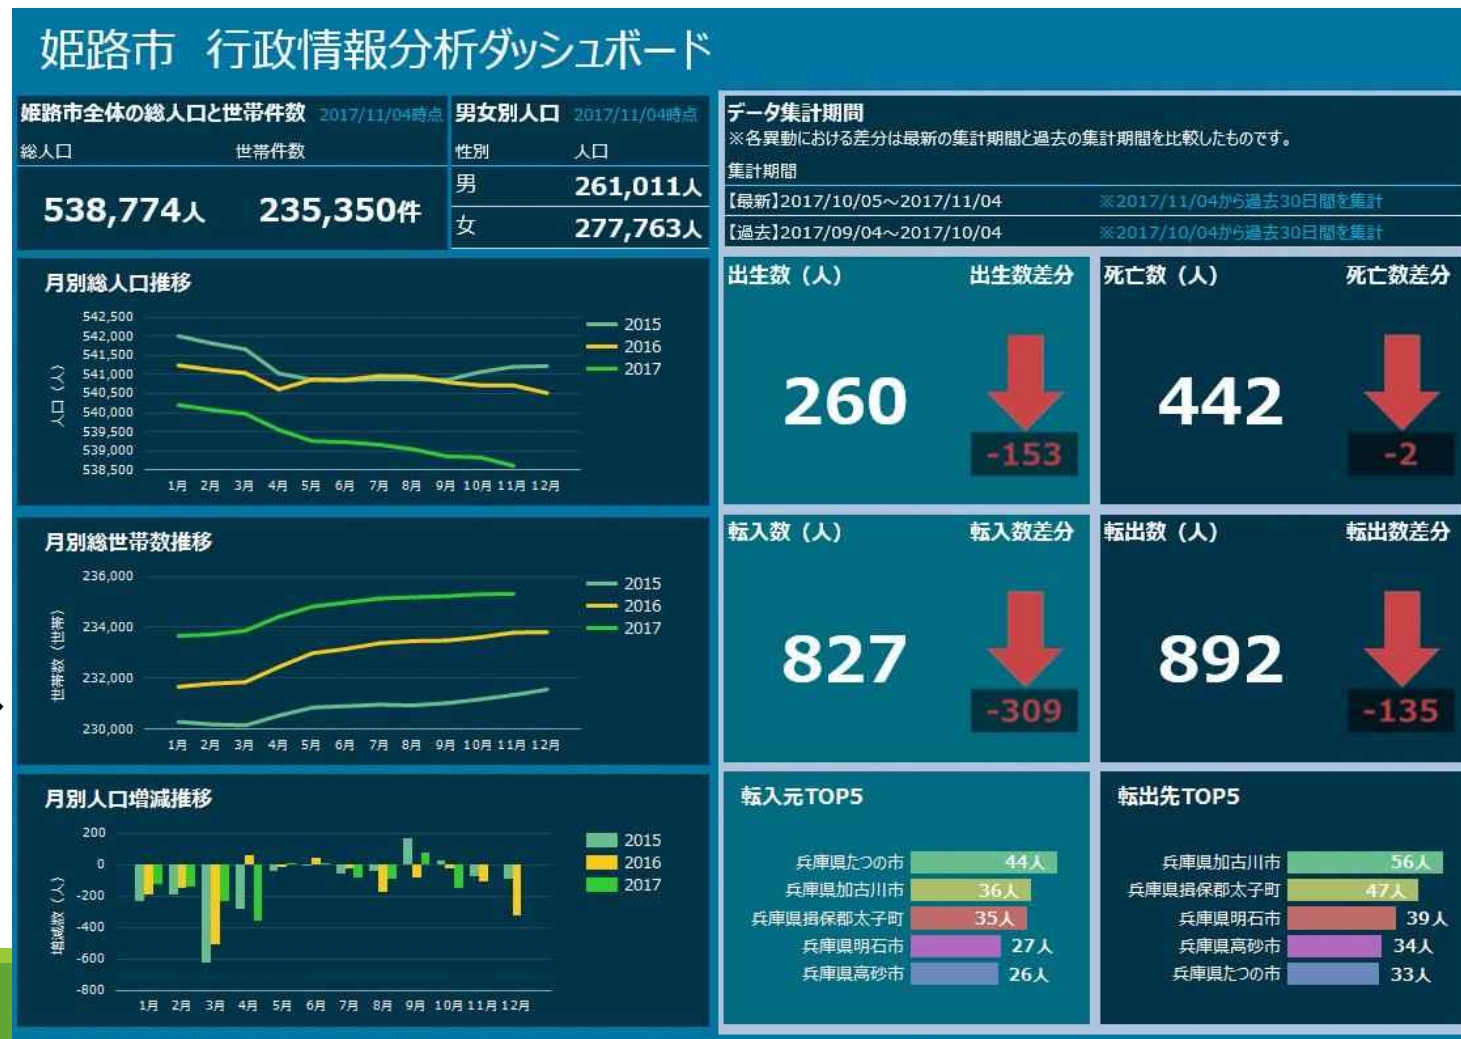 姫路市 行政情報分析ダッシュボード
姫路市全体の総人口と世帯件数 2017/11/04時点
総人口 世帯件数
538,774人 235,350件
男女別人口 2017/11/04時点
性別 人口
男 261,011人
女 277,763人
データ集計期間
※各異動における差分は最新の集計期間と過去の集計期間を比較したものです。
集計期間
【最新】2017/10/05～2017/11/04 ※2017/11/04から過去30日間を集計
【過去】2017/09/04～2017/10/04 ※2017/10/04から過去30日間を集計
月別総人口推移
542,500
542,000
541,500
541,000
540,500
540,000
539,500
539,000
538,500
人口（人）
1月 2月 3月 4月 5月 6月 7月 8月 9月 10月 11月 12月
2015
2016
2017
月別総世帯数推移
236,000
234,000
232,000
230,000
世帯数（世帯）
1月 2月 3月 4月 5月 6月 7月 8月 9月 10月 11月 12月
2015
2016
2017
月別人口増減推移
200
0
-200
-400
-600
-800
増減数（人）
1月 2月 3月 4月 5月 6月 7月 8月 9月 10月 11月 12月
2015
2016
2017
出生数（人） 出生数差分
260
-153
死亡数（人） 死亡数差分
442
-2
転入数（人） 転入数差分
827
-309
転出数（人） 転出数差分
892
-135
転入元TOP5
兵庫県たつの市 44人
兵庫県加古川市 36人
兵庫県揖保郡太子町 35人
兵庫県明石市 27人
兵庫県高砂市 26人
転出先TOP5
兵庫県加古川市 56人
兵庫県揖保郡太子町 47人
兵庫県明石市 39人
兵庫県高砂市 34人
兵庫県たつの市 33人